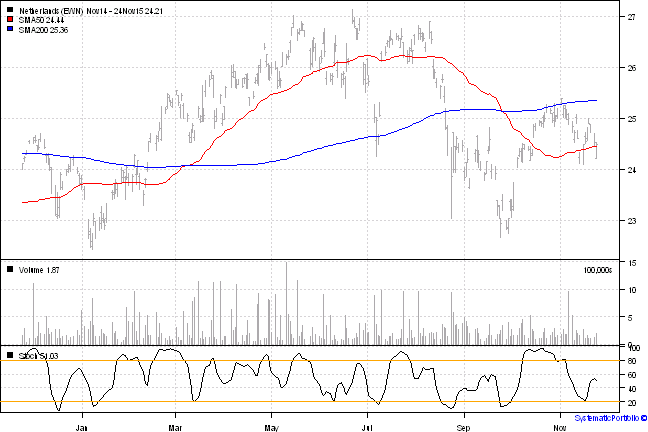 Netherlands (EWN) Nov14 - 24Nov15 24.21
SMA50 24.44
SMA200 25.36
27
26
25
24
23
Volume 1.87
100,000s
15
10
5
0
Stoch 51.03
100
80
60
40
20
Jan Mar May Jul Sep Nov
SystematicPortfolio ©